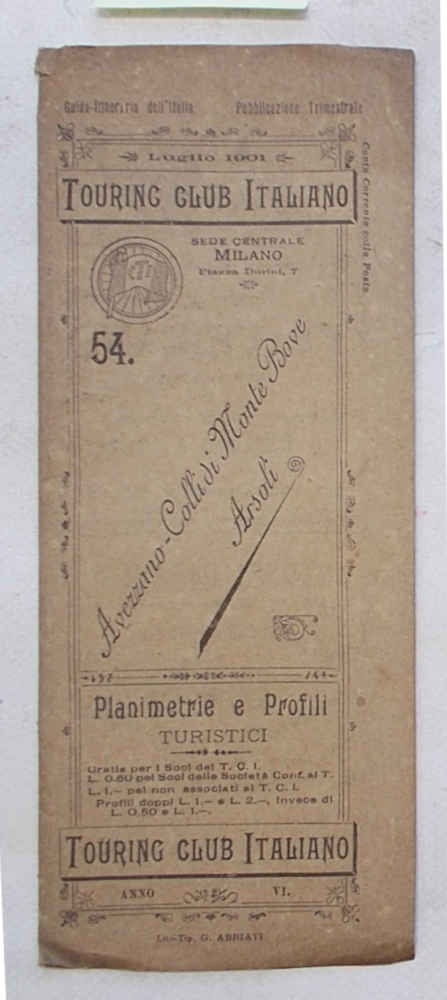 Guida-Itinerario dell'Italia Pubblicazione Trimestrale
Luglio 1901
TOURING CLUB ITALIANO
Conto Corrente colla Posta
SEDE CENTRALE
MILANO
Piazza Durini, 7
54.
Avezzano-Colli di Monte Bove
Arsoli
Planimetrie e Profili
TURISTICI
Gratis per i Soci del T. C. I.
L. 0.50 pei Soci delle Società Conf. al T.
L. 1.— pei non associati al T. C. I.
Profili doppi L. 1.— e L. 2.—, invece di
L. 0,50 e L. 1.—.
TOURING CLUB ITALIANO
ANNO VI.
Lit.-Tip. G. ABBIATI